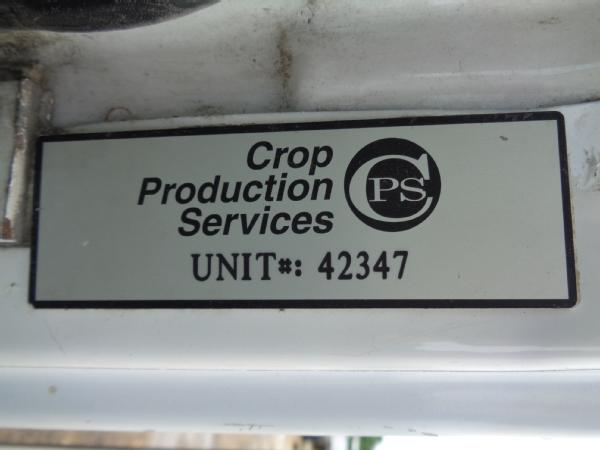 Crop
Production
Services
CPS
UNIT#: 42347